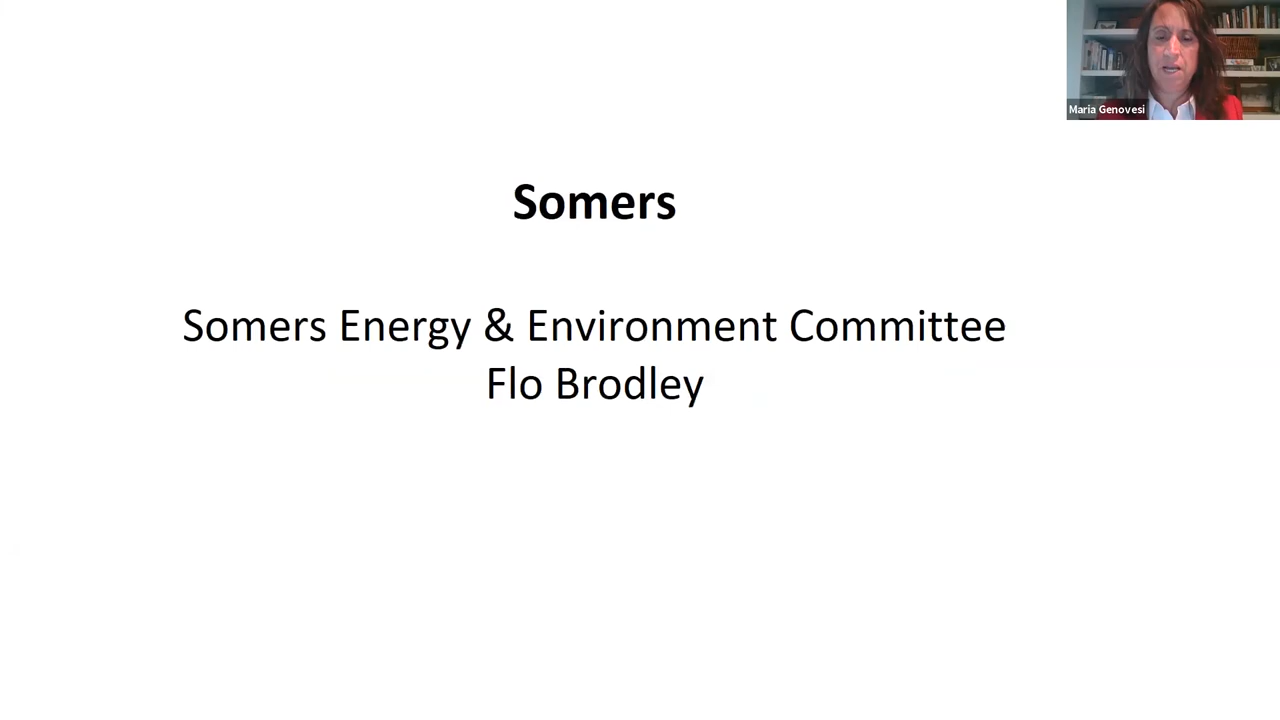 Maria Genovesi
Somers
Somers Energy & Environment Committee
Flo Brodley